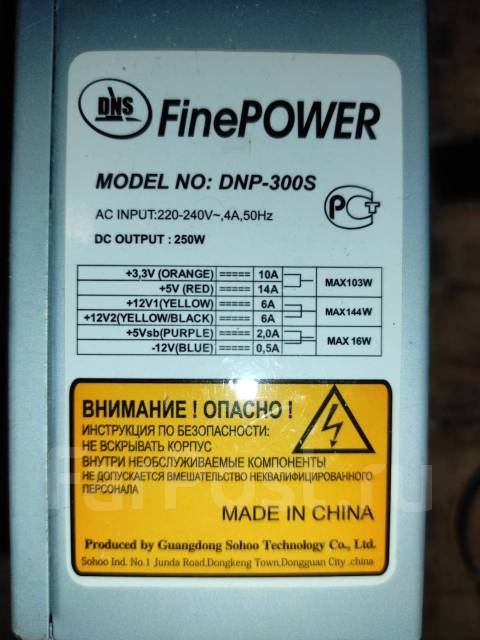 DNS
FinePOWER
MODEL NO: DNP-300S
AC INPUT:220-240V~,4A,50Hz
DC OUTPUT : 250W
+3,3V (ORANGE) ===== 10A
+5V (RED) ===== 14A
MAX103W
+12V1(YELLOW) ===== 6A
+12V2(YELLOW/BLACK) ===== 6A
MAX144W
+5Vsb(PURPLE) ===== 2,0A
-12V(BLUE) ===== 0,5A
MAX 16W
ВНИМАНИЕ ! ОПАСНО !
ИНСТРУКЦИЯ ПО БЕЗОПАСНОСТИ:
НЕ ВСКРЫВАТЬ КОРПУС
ВНУТРИ НЕОБСЛУЖИВАЕМЫЕ КОМПОНЕНТЫ
НЕ ДОПУСКАЕТСЯ ВМЕШАТЕЛЬСТВО НЕКВАЛИФИЦИРОВАННОГО
ПЕРСОНАЛА
FarPost.ru
MADE IN CHINA
Produced by Guangdong Sohoo Technology Co., Ltd.
Sohoo Ind. No.1 Junda Road,Dongkeng Town,Dongguan City .china